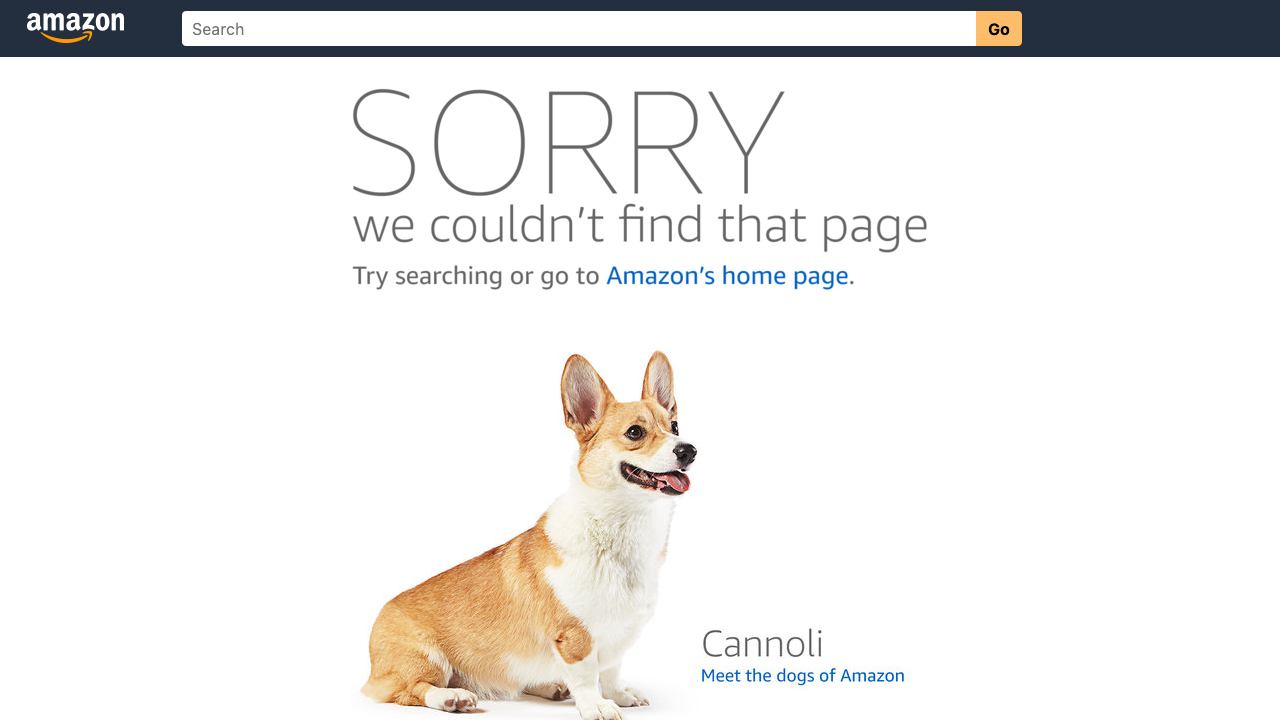 amazon
Search
Go
SORRY
we couldn't find that page
Try searching or go to Amazon's home page.
Cannoli
Meet the dogs of Amazon